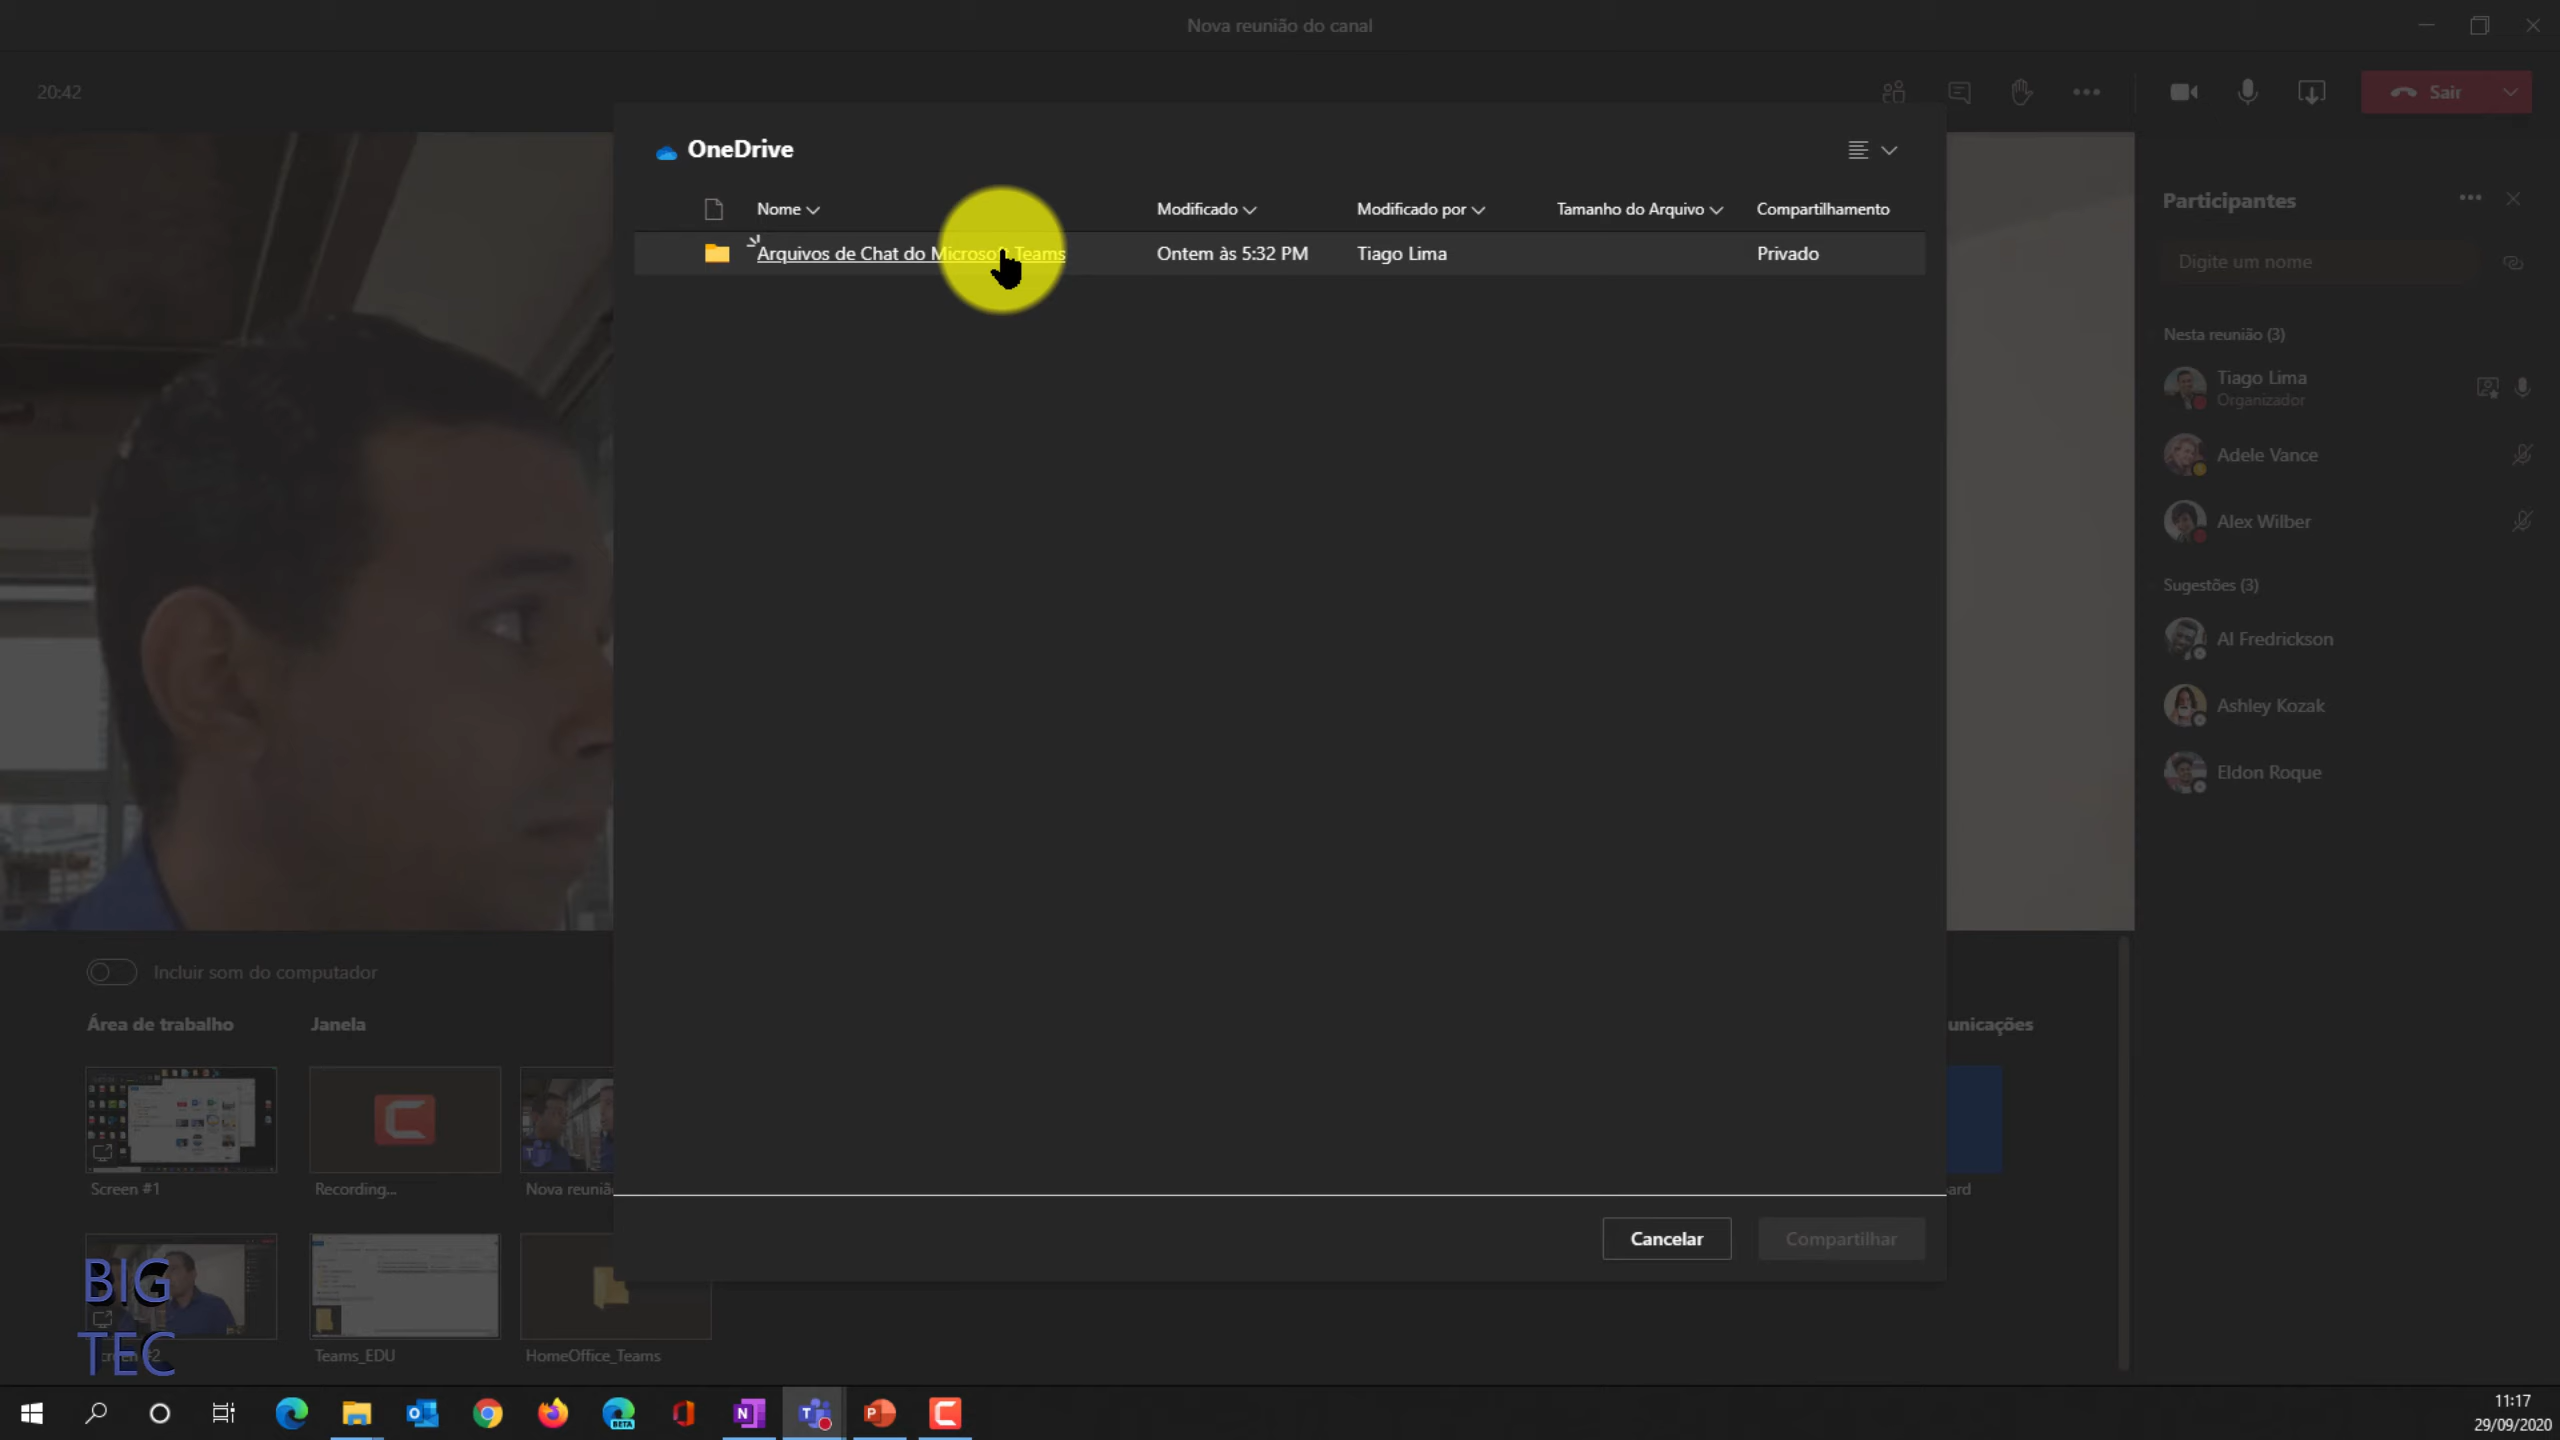 Nova reunião do canal
20:42
Sair
OneDrive
Nome
Modificado
Modificado por
Tamanho do Arquivo
Compartilhamento
Arquivos de Chat do Microsoft Teams
Ontem às 5:32 PM
Tiago Lima
Privado
Participantes
Digite um nome
Nesta reunião (3)
Tiago Lima
Organizador
Adele Vance
Alex Wilber
Sugestões (3)
Al Fredrickson
Ashley Kozak
Eldon Roque
Incluir som do computador
Área de trabalho
Janela
unicações
Screen #1
Recording...
Nova reuniã
ard
Cancelar
Compartilhar
BIG
TEC
Teams_EDU
HomeOffice_Teams
BETA
11:17
29/09/2020